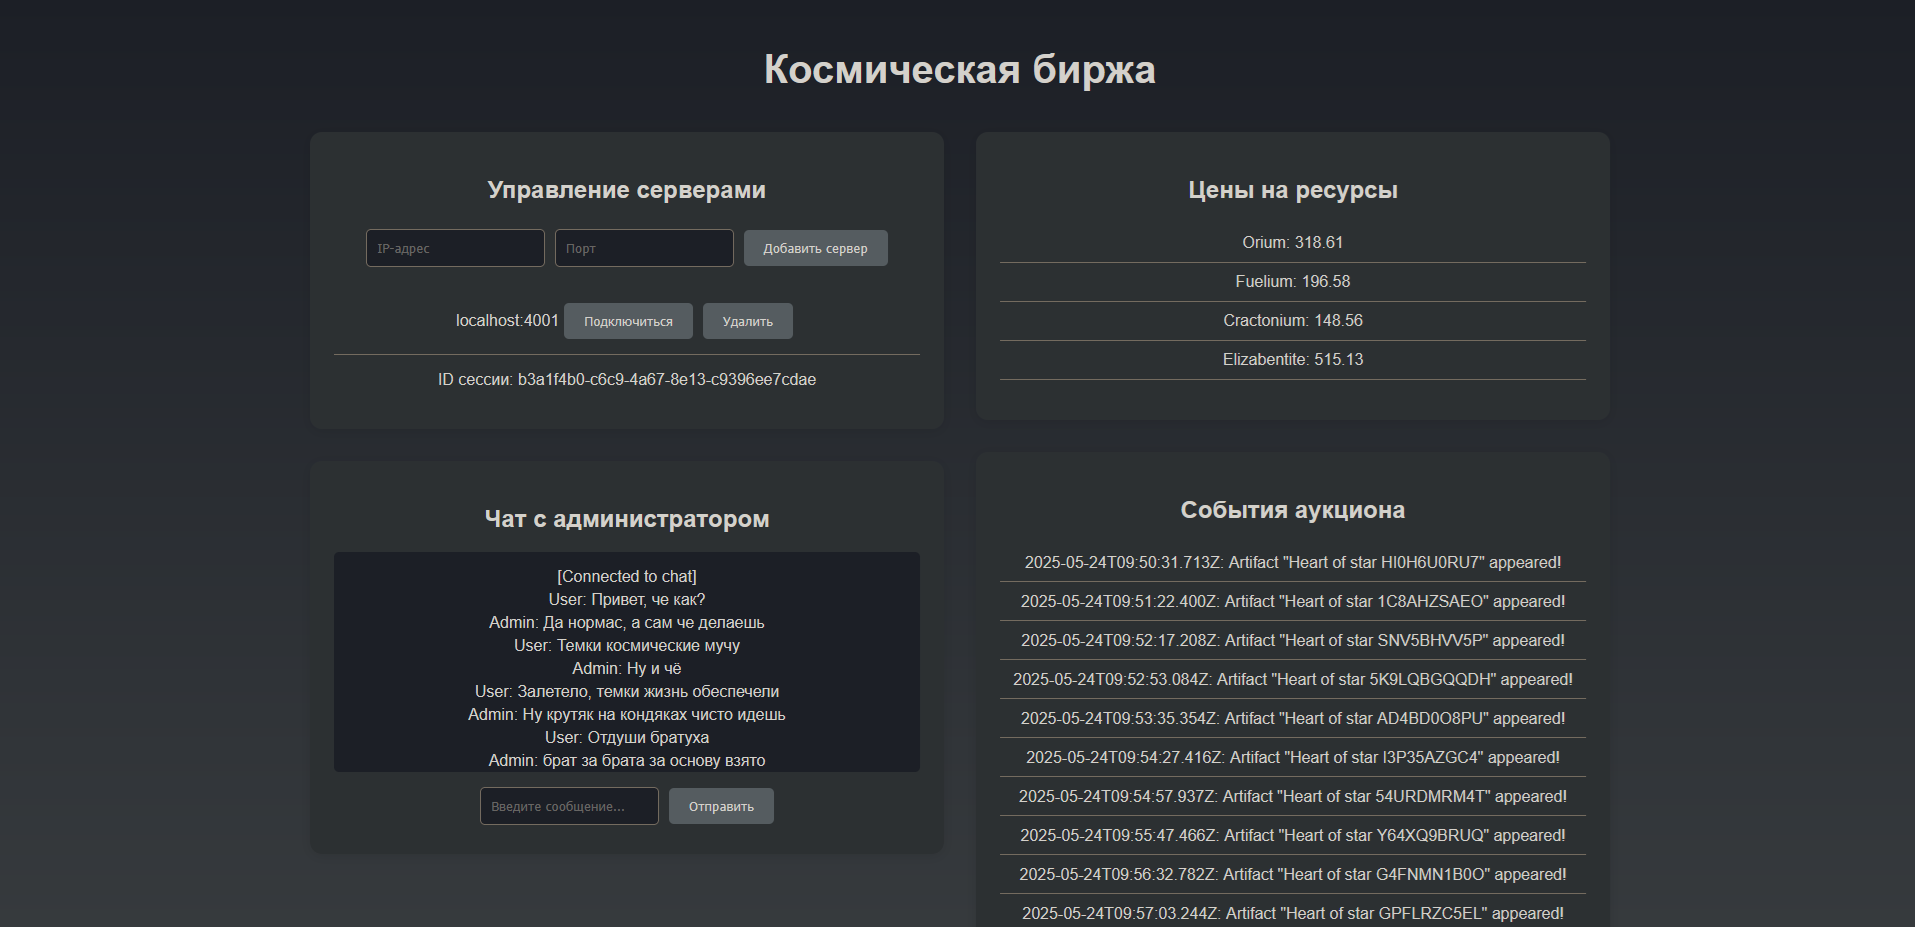 Космическая биржа
Управление серверами
IP-адрес
Порт
Добавить сервер
localhost:4001
Подключиться
Удалить
ID сессии: b3a1f4b0-c6c9-4a67-8e13-c9396ee7cdae
Чат с администратором
[Connected to chat]
User: Привет, че как?
Admin: Да нормас, а сам че делаешь
User: Темки космические мучу
Admin: Ну и чё
User: Залетело, темки жизнь обеспечели
Admin: Ну крутяк на кондяках чисто идешь
User: Отдуши братуха
Admin: брат за брата за основу взято
Введите сообщение...
Отправить
Цены на ресурсы
Orium: 318.61
Fuelium: 196.58
Cractonium: 148.56
Elizabentite: 515.13
События аукциона
2025-05-24T09:50:31.713Z: Artifact "Heart of star HI0H6U0RU7" appeared!
2025-05-24T09:51:22.400Z: Artifact "Heart of star 1C8AHZSAEO" appeared!
2025-05-24T09:52:17.208Z: Artifact "Heart of star SNV5BHVV5P" appeared!
2025-05-24T09:52:53.084Z: Artifact "Heart of star 5K9LQBGQQDH" appeared!
2025-05-24T09:53:35.354Z: Artifact "Heart of star AD4BD0O8PU" appeared!
2025-05-24T09:54:27.416Z: Artifact "Heart of star I3P35AZGC4" appeared!
2025-05-24T09:54:57.937Z: Artifact "Heart of star 54URDMRM4T" appeared!
2025-05-24T09:55:47.466Z: Artifact "Heart of star Y64XQ9BRUQ" appeared!
2025-05-24T09:56:32.782Z: Artifact "Heart of star G4FNMN1B0O" appeared!
2025-05-24T09:57:03.244Z: Artifact "Heart of star GPFLRZC5EL" appeared!